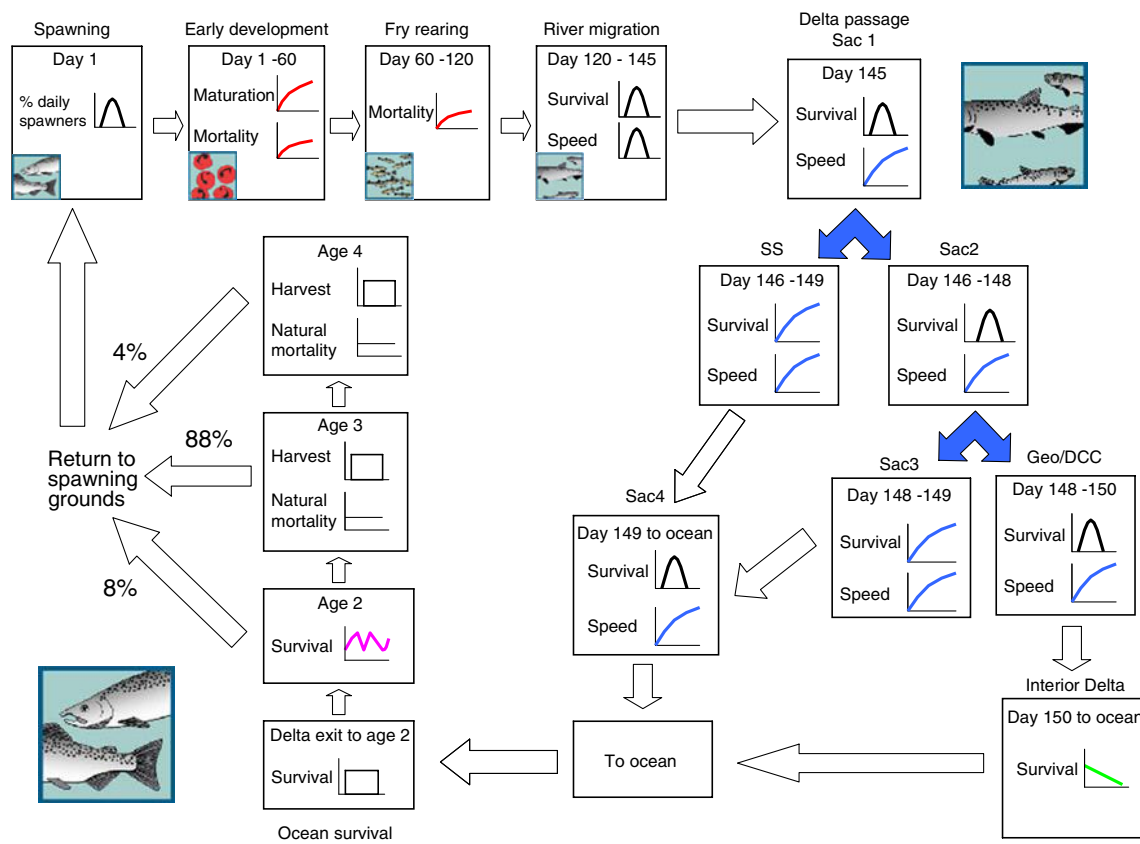 Spawning
Day 1
% daily
spawners
Early development
Day 1 -60
Maturation
Mortality
Fry rearing
Day 60 -120
Mortality
River migration
Day 120 - 145
Survival
Speed
Delta passage
Sac 1
Day 145
Survival
Speed
SS
Day 146 -149
Survival
Speed
Sac2
Day 146 -148
Survival
Speed
Sac3
Day 148 -149
Survival
Speed
Geo/DCC
Day 148 -150
Survival
Speed
Sac4
Day 149 to ocean
Survival
Speed
Interior Delta
Day 150 to ocean
Survival
To ocean
Delta exit to age 2
Survival
Ocean survival
Age 2
Survival
Age 3
Harvest
Natural
mortality
Age 4
Harvest
Natural
mortality
4%
88%
8%
Return to
spawning
grounds